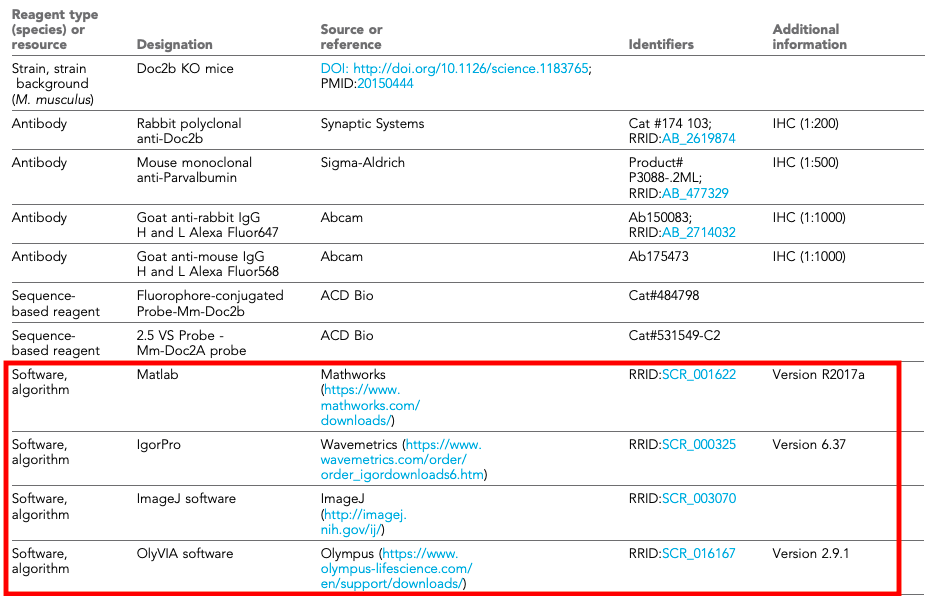 Reagent type
(species) or
resource
Designation
Source or
reference
Identifiers
Additional
information
Strain, strain
background
(M. musculus)
Doc2b KO mice
DOI: http://doi.org/10.1126/science.1183765;
PMID:20150444
Antibody
Rabbit polyclonal
anti-Doc2b
Synaptic Systems
Cat #174 103;
RRID:AB_2619874
IHC (1:200)
Antibody
Mouse monoclonal
anti-Parvalbumin
Sigma-Aldrich
Product#
P3088-.2ML;
RRID:AB_477329
IHC (1:500)
Antibody
Goat anti-rabbit IgG
H and L Alexa Fluor647
Abcam
Ab150083;
RRID:AB_2714032
IHC (1:1000)
Antibody
Goat anti-mouse IgG
H and L Alexa Fluor568
Abcam
Ab175473
IHC (1:1000)
Sequence-
based reagent
Fluorophore-conjugated
Probe-Mm-Doc2b
ACD Bio
Cat#484798
Sequence-
based reagent
2.5 VS Probe -
Mm-Doc2A probe
ACD Bio
Cat#531549-C2
Software,
algorithm
Matlab
Mathworks
(https://www.
mathworks.com/
downloads/)
RRID:SCR_001622
Version R2017a
Software,
algorithm
IgorPro
Wavemetrics (https://www.
wavemetrics.com/order/
order_igordownloads6.htm)
RRID:SCR_000325
Version 6.37
Software,
algorithm
ImageJ software
ImageJ
(http://imagej.
nih.gov/ij/)
RRID:SCR_003070
Software,
algorithm
OlyVIA software
Olympus (https://www.
olympus-lifescience.com/
en/support/downloads/)
RRID:SCR_016167
Version 2.9.1